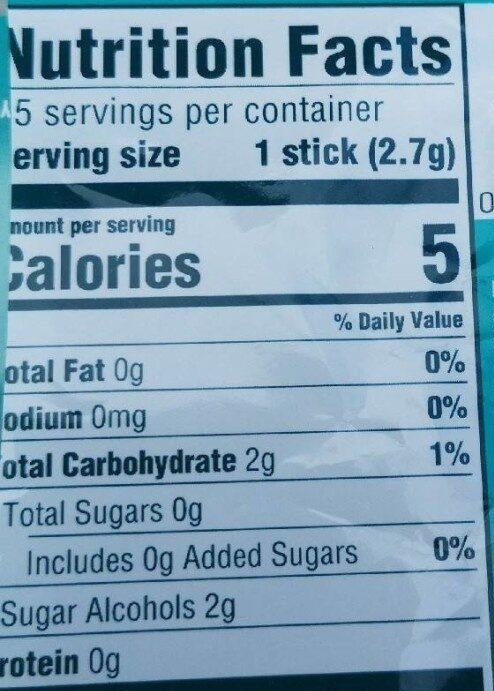 Nutrition Facts
15 servings per container
erving size 1 stick (2.7g)
mount per serving
Calories 5
% Daily Value
otal Fat 0g 0%
odium 0mg 0%
otal Carbohydrate 2g 1%
Total Sugars 0g
Includes 0g Added Sugars 0%
Sugar Alcohols 2g
rotein 0g